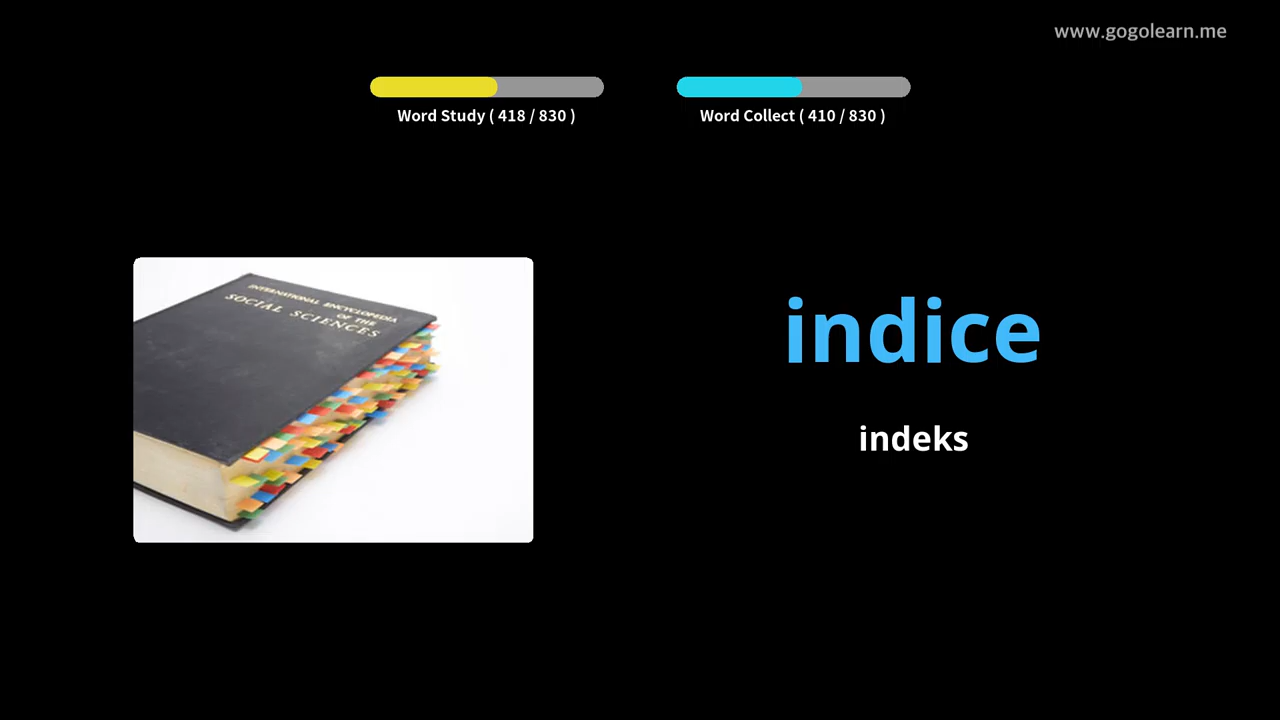 www.gogolearn.me
Word Study ( 418 / 830 )
Word Collect ( 410 / 830 )
INTERNATIONAL ENCYCLOPEDIA
OF THE
SOCIAL SCIENCES
indice
indeks